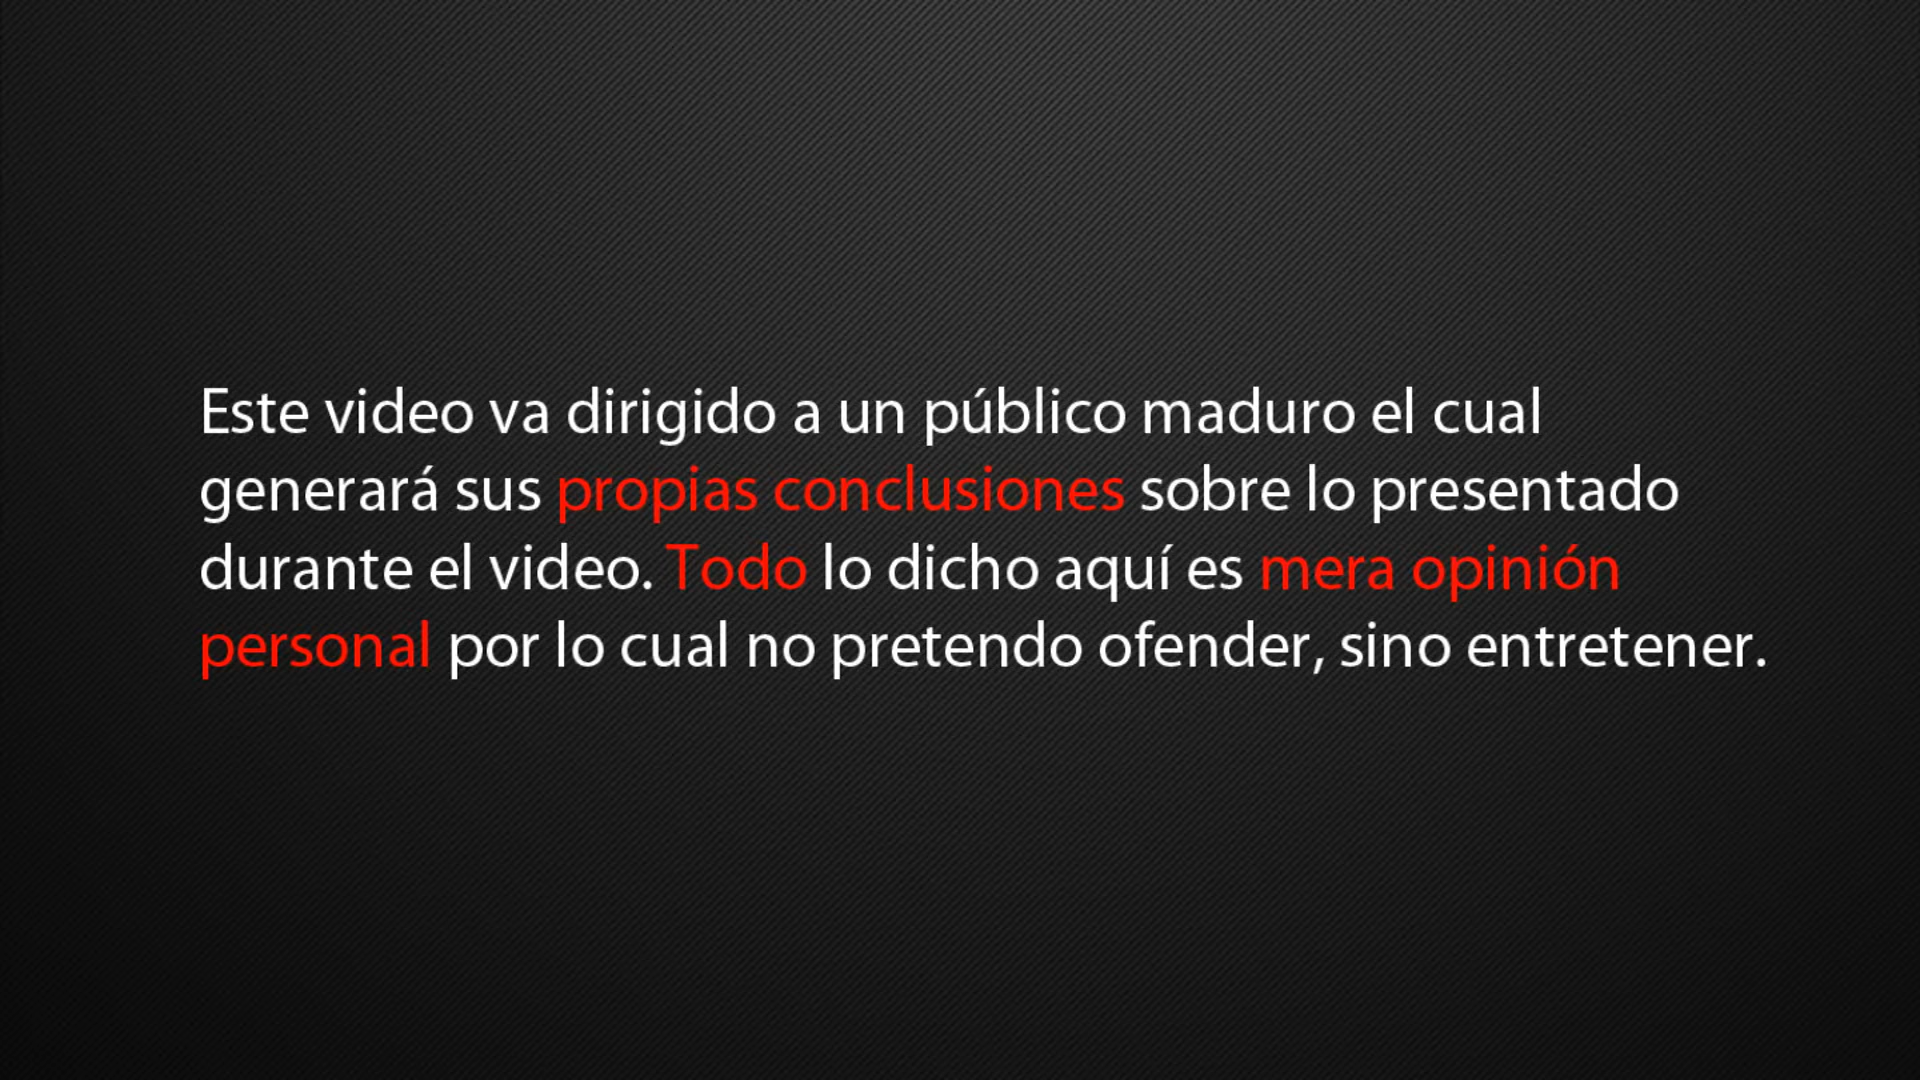 Este video va dirigido a un público maduro el cual
generará sus propias conclusiones sobre lo presentado
durante el video. Todo lo dicho aquí es mera opinión
personal por lo cual no pretendo ofender, sino entretener.